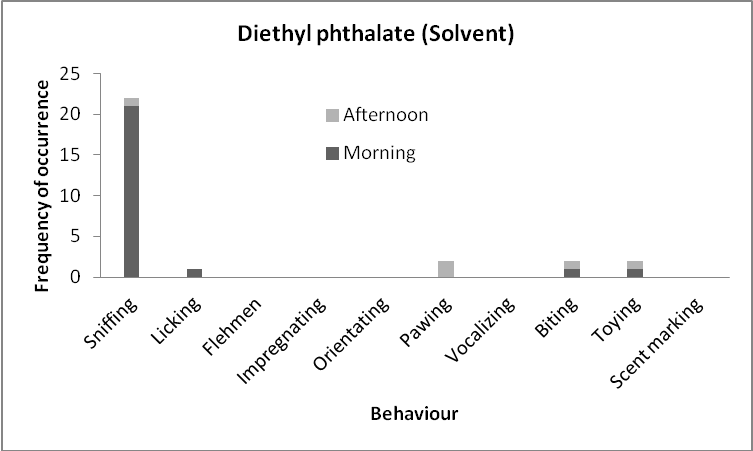 Diethyl phthalate (Solvent)
Frequency of occurrence
25
20
15
10
5
0
Afternoon
Morning
Sniffing
Licking
Flehmen
Impregnating
Orientating
Pawing
Vocalizing
Biting
Toying
Scent marking
Behaviour